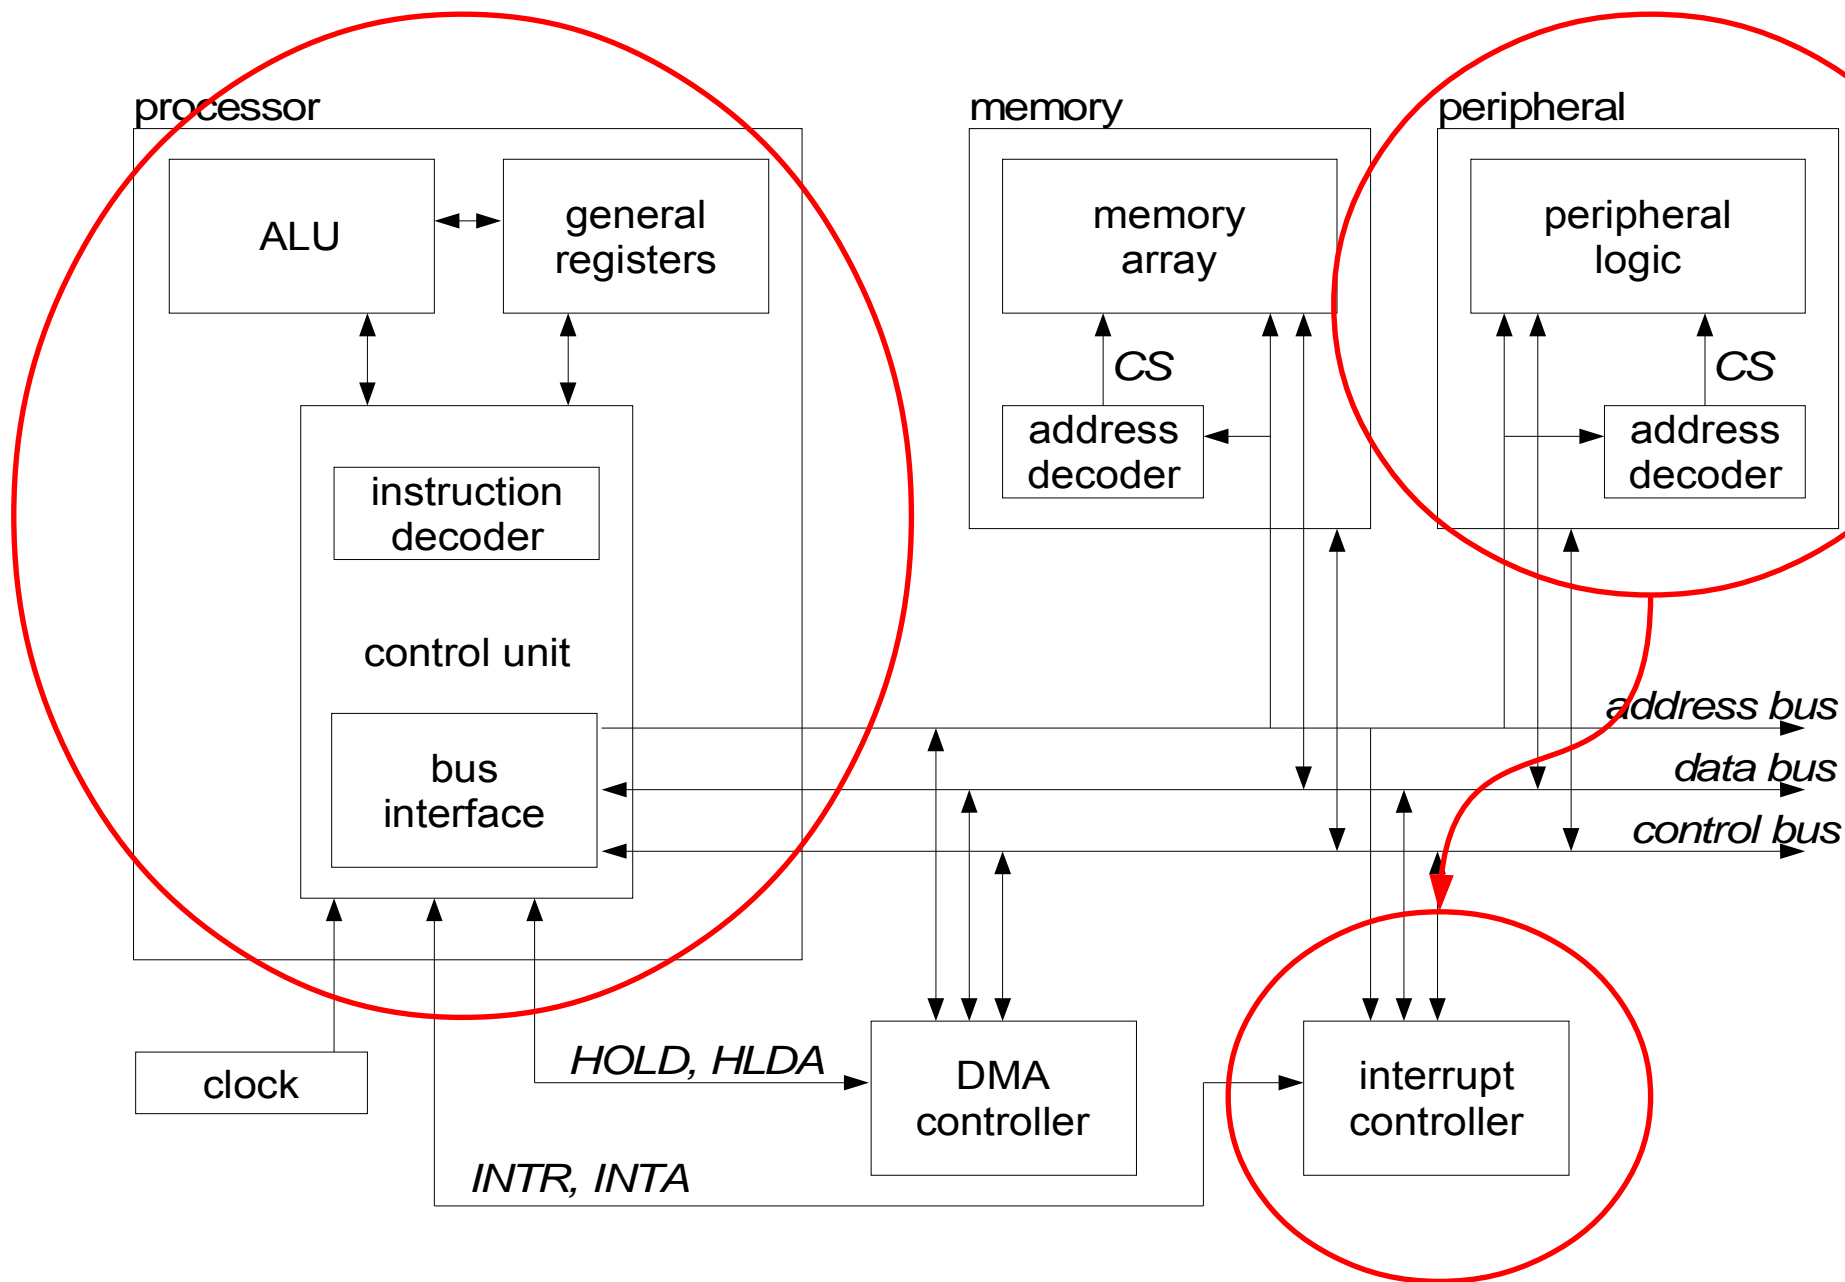 processor
memory
peripheral
ALU
general
registers
memory
array
peripheral
logic
CS
CS
address
decoder
address
decoder
instruction
decoder
control unit
address bus
bus
interface
data bus
control bus
HOLD, HLDA
clock
DMA
controller
interrupt
controller
INTR, INTA